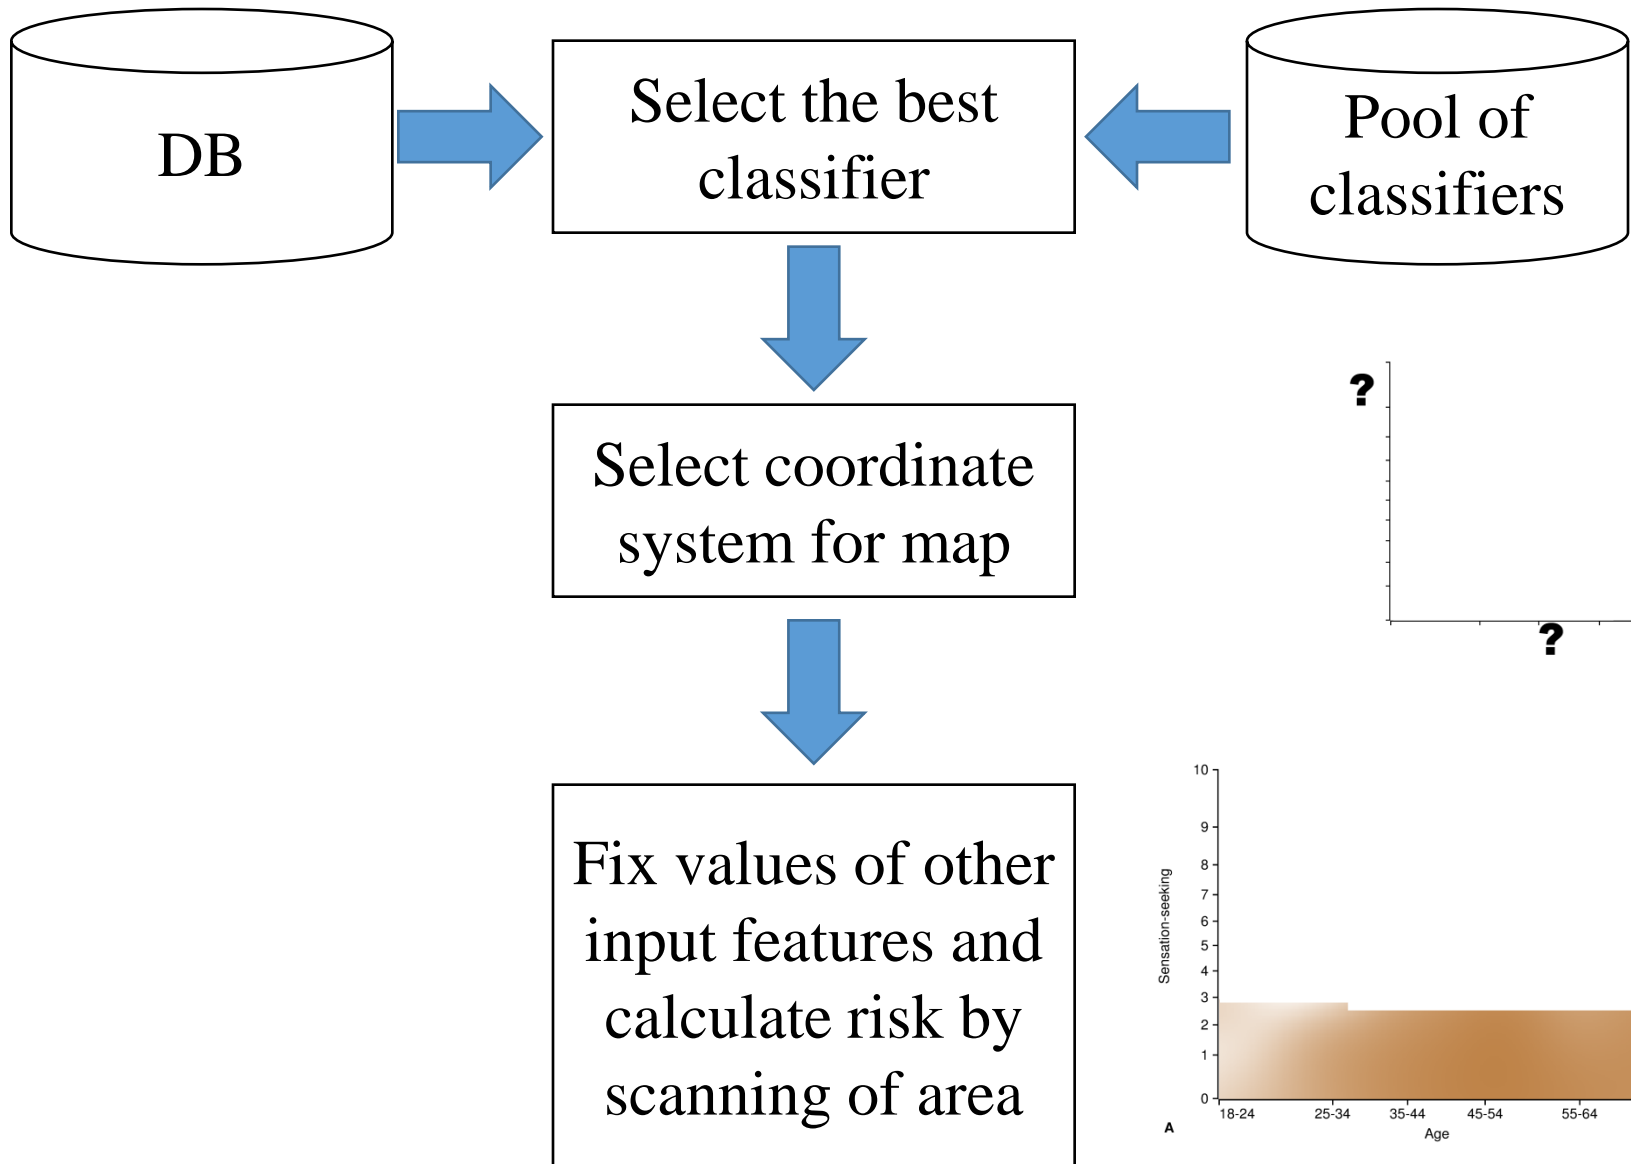 DB
Select the best
classifier
Pool of
classifiers
Select coordinate
system for map
?
?
Fix values of other
input features and
calculate risk by
scanning of area
10
9
8
7
6
5
4
3
2
1
0
Sensation-seeking
18-24
25-34
35-44
45-54
55-64
Age
A